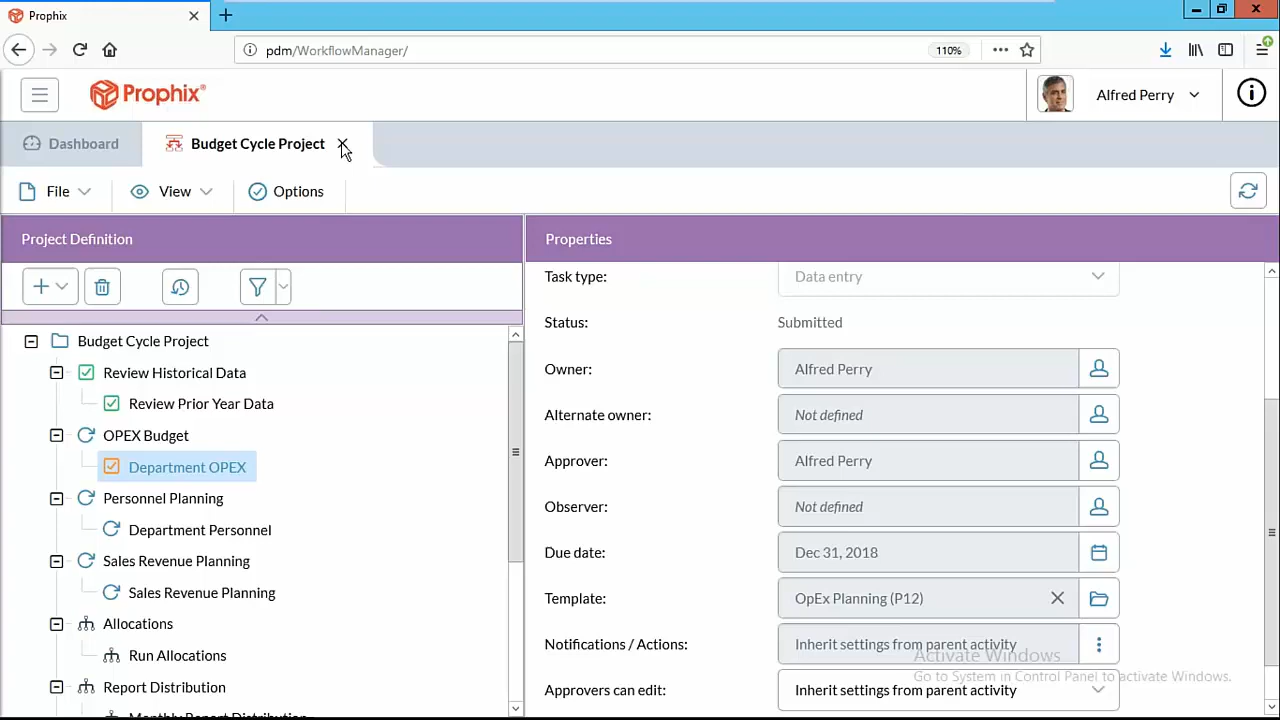 Prophix
pdm/WorkflowManager/
110%
Prophix®
Alfred Perry
Dashboard
Budget Cycle Project
File
View
Options
Project Definition
Properties
Budget Cycle Project
Review Historical Data
Review Prior Year Data
OPEX Budget
Department OPEX
Personnel Planning
Department Personnel
Sales Revenue Planning
Sales Revenue Planning
Allocations
Run Allocations
Report Distribution
Monthly Report Distribution
Task type: Data entry
Status: Submitted
Owner: Alfred Perry
Alternate owner: Not defined
Approver: Alfred Perry
Observer: Not defined
Due date: Dec 31, 2018
Template: OpEx Planning (P12)
Notifications / Actions: Inherit settings from parent activity
Approvers can edit: Inherit settings from parent activity
Activate Windows
Go to System in Control Panel to activate Windows.